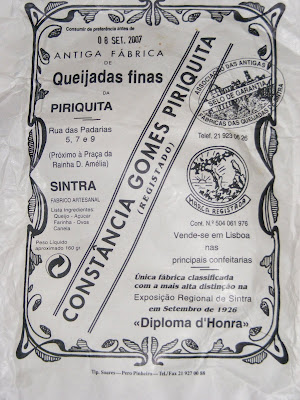 Consumir de preferência antes de
08 SET. 2007
ANTIGA FÁBRICA
DE
Queijadas finas
DA
PIRIQUITA
Rua das Padarias
5, 7 e 9
(Próximo à Praça da
Rainha D. Amélia)
SINTRA
FABRICO ARTESANAL
Lista ingredientes:
Queijo - Açúcar
Farinha - Ovos
Canela
Peso Líquido
aproximado 160 gr.
CONSTÂNCIA GOMES PIRIQUITA
(REGISTADO)
ASSOCIAÇÃO DAS ANTIGAS
SELO DE GARANTIA
FÁBRICAS DAS QUEIJADAS
Telef. 21 923 06 26
MARCA REGISTADA
Cont. N.º 504 061 976
Vende-se em Lisboa
nas
principais confeitarias
Única fábrica classificada
com a mais alta distinção na
Exposição Regional de Sintra
em Setembro de 1926
«Diploma d'Honra»
Tip. Soares—Pero Pinheiro—Tel./Fax 21 927 00 88